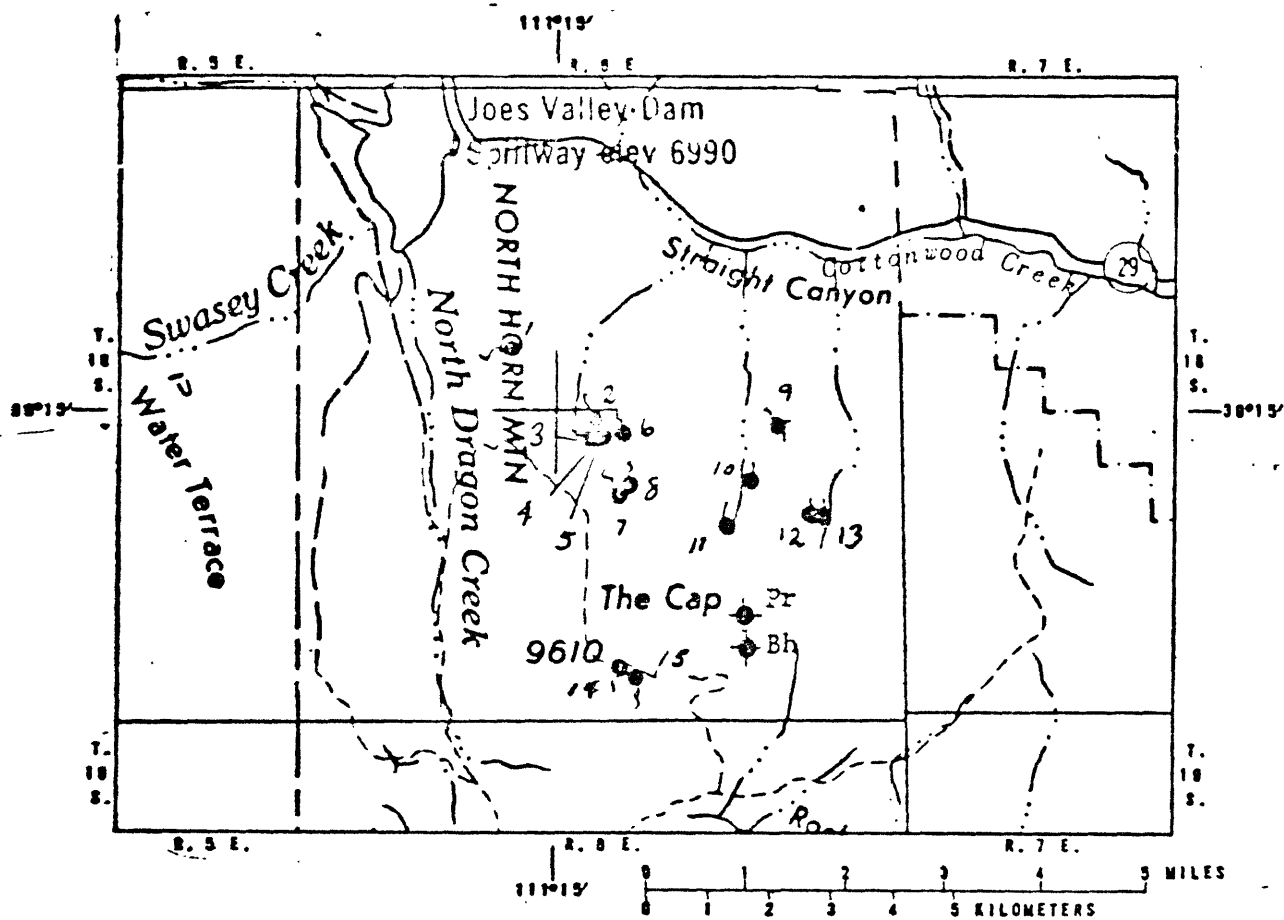 111°15′
R. 5 E.
R. 6 E
R. 7 E.
Joes Valley Dam
Spillway elev 6990
NORTH HORN MTN
Swasey Creek
Straight Canyon
Cottonwood Creek
29
North Dragon Creek
T.
18
S.
T.
18
S.
39°15′
39°15′
Water Terrace
2
3
6
9
4
5
7
8
10
11
12
13
The Cap
Pr
Bh
9610
14
15
T.
19
S.
T.
19
S.
R. 5 E.
R. 6 E.
R. 7 E.
111°15′
0 1 2 3 4 5 MILES
0 1 2 3 4 5 KILOMETERS